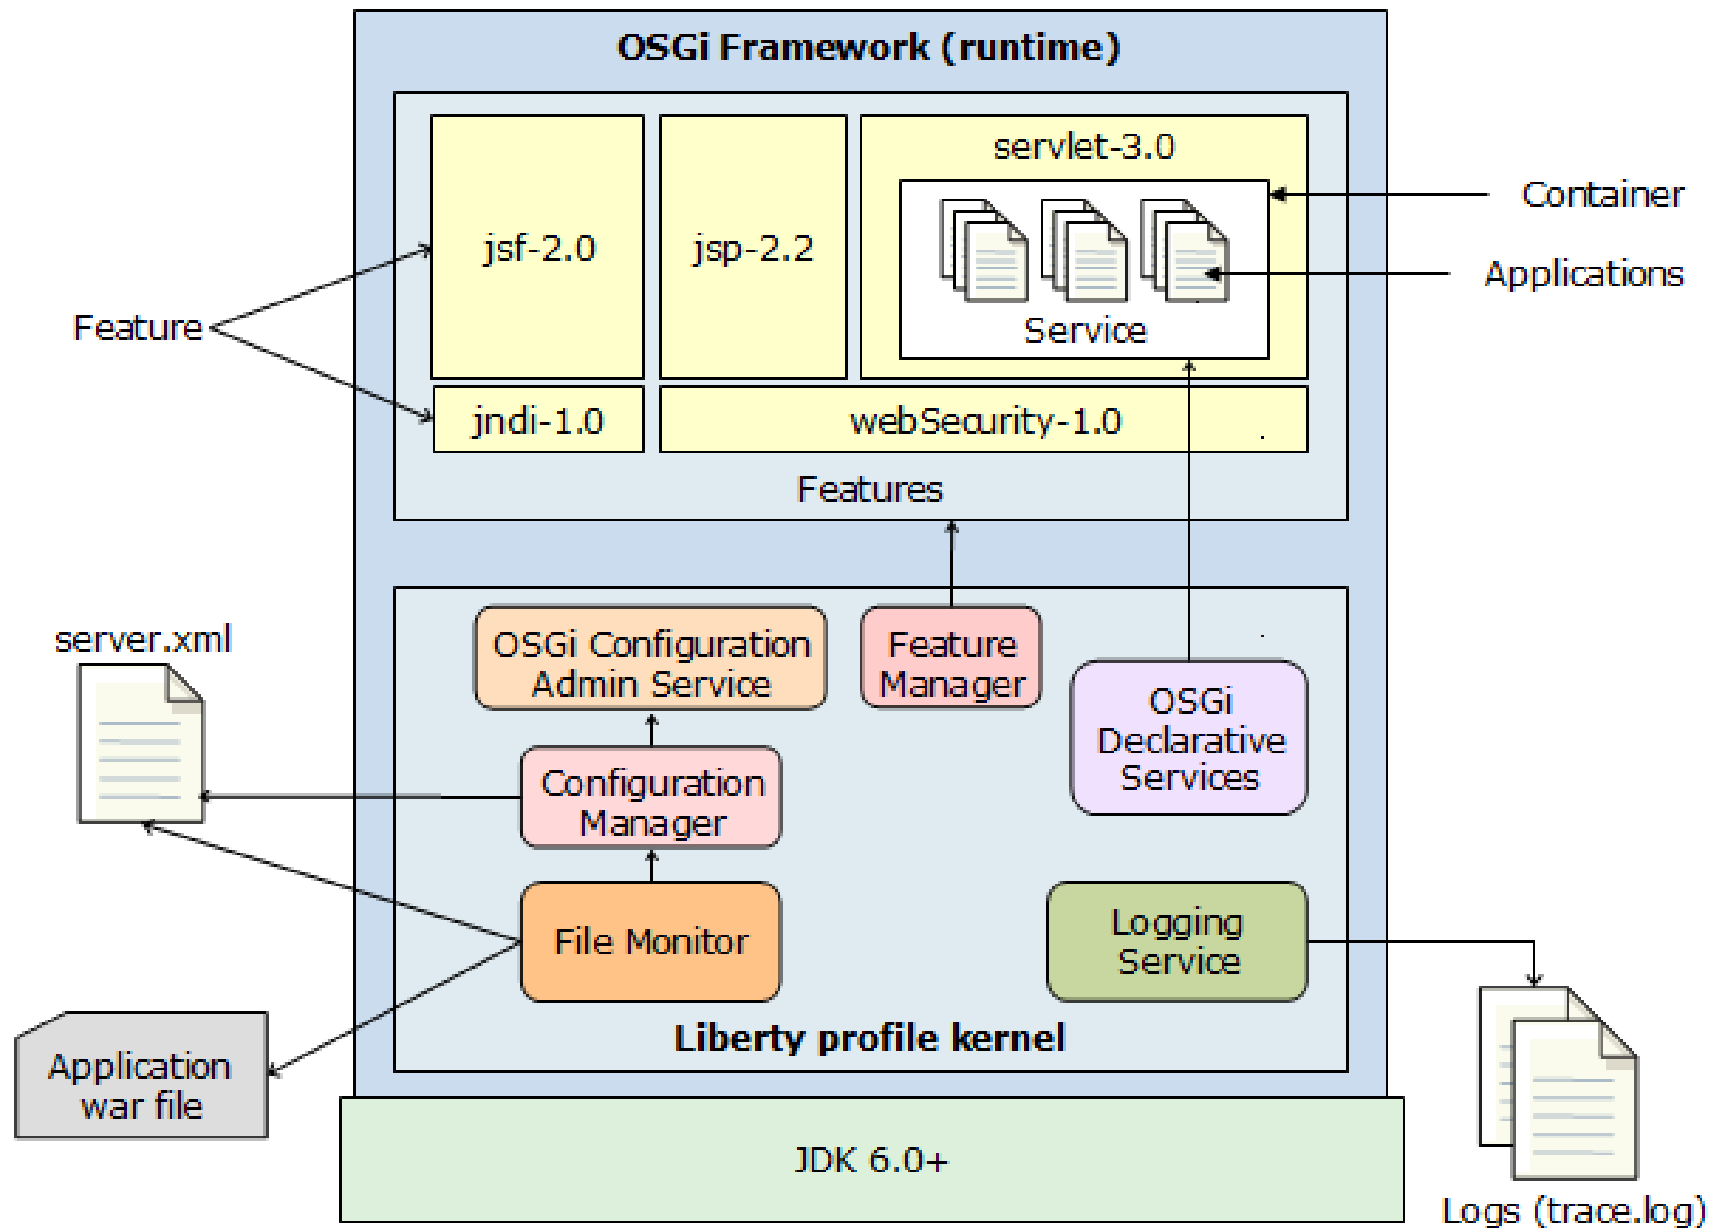 OSGi Framework (runtime)
servlet-3.0
Container
jsf-2.0
jsp-2.2
Applications
Feature
Service
jndi-1.0
webSecurity-1.0
Features
server.xml
OSGi Configuration
Admin Service
Feature
Manager
OSGi
Declarative
Services
Configuration
Manager
File Monitor
Logging
Service
Liberty profile kernel
Application
war file
JDK 6.0+
Logs (trace.log)